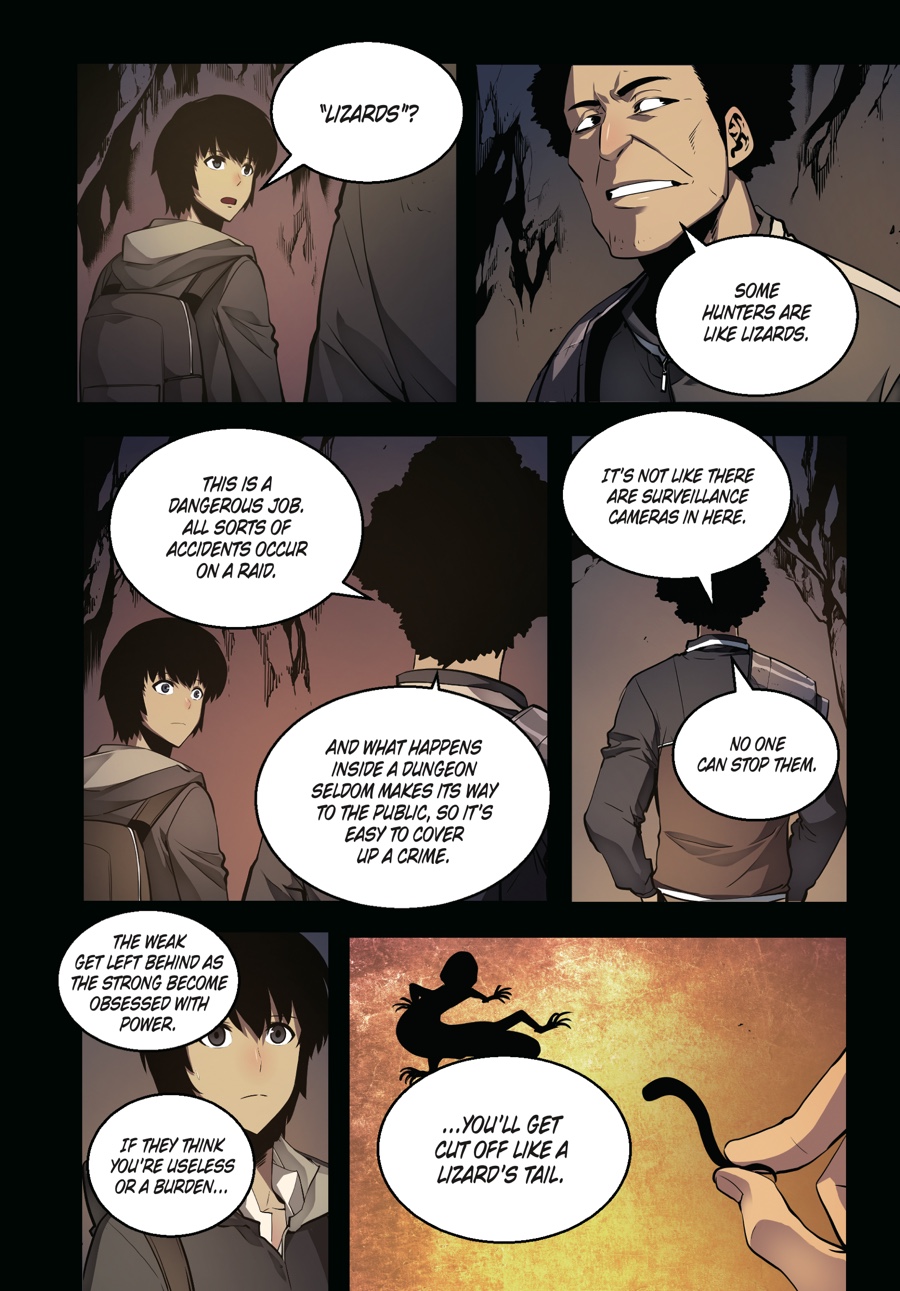 "LIZARDS"?
SOME
HUNTERS ARE
LIKE LIZARDS.
THIS IS A
DANGEROUS JOB.
ALL SORTS OF
ACCIDENTS OCCUR
ON A RAID.
AND WHAT HAPPENS
INSIDE A DUNGEON
SELDOM MAKES ITS WAY
TO THE PUBLIC, SO IT'S
EASY TO COVER
UP A CRIME.
IT'S NOT LIKE THERE
ARE SURVEILLANCE
CAMERAS IN HERE.
NO ONE
CAN STOP THEM.
THE WEAK
GET LEFT BEHIND AS
THE STRONG BECOME
OBSESSED WITH
POWER.
IF THEY THINK
YOU'RE USELESS
OR A BURDEN...
...YOU'LL GET
CUT OFF LIKE A
LIZARD'S TAIL.